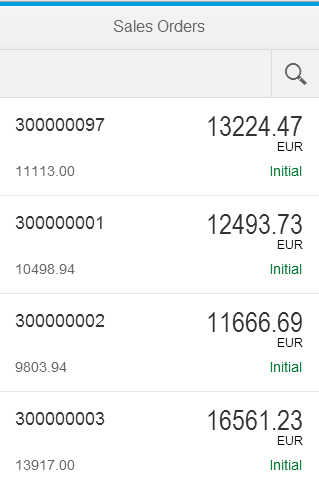 Sales Orders
300000097 13224.47
EUR
11113.00 Initial
300000001 12493.73
EUR
10498.94 Initial
300000002 11666.69
EUR
9803.94 Initial
300000003 16561.23
EUR
13917.00 Initial